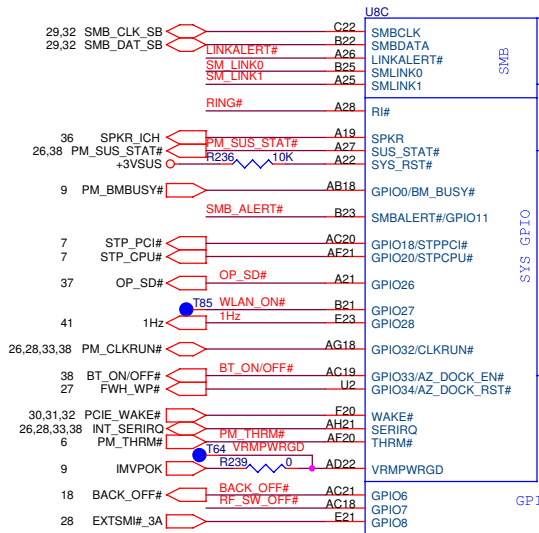 U8C
29,32 SMB_CLK_SB C22 SMBCLK
29,32 SMB_DAT_SB B22 SMBDATA
LINKALERT# A26 LINKALERT#
SM_LINK0 B25 SMLINK0
SM_LINK1 A25 SMLINK1
SMB
RING# A28 RI#
36 SPKR_ICH A19 SPKR
26,38 PM_SUS_STAT# PM_SUS_STAT# A27 SUS_STAT#
+3VSUS R236 10K A22 SYS_RST#
9 PM_BMBUSY# AB18 GPIO0/BM_BUSY#
SMB_ALERT# B23 SMBALERT#/GPIO11
7 STP_PCI# AC20 GPIO18/STPPCI#
7 STP_CPU# AF21 GPIO20/STPCPU#
SYS GPIO
37 OP_SD# OP_SD# A21 GPIO26
T85 WLAN_ON# B21 GPIO27
41 1Hz 1Hz E23 GPIO28
26,28,33,38 PM_CLKRUN# AG18 GPIO32/CLKRUN#
38 BT_ON/OFF# BT_ON/OFF# AC19 GPIO33/AZ_DOCK_EN#
27 FWH_WP# U2 GPIO34/AZ_DOCK_RST#
30,31,32 PCIE_WAKE# F20 WAKE#
26,28,33,38 INT_SERIRQ AH21 SERIRQ
6 PM_THRM# PM_THRM# AF20 THRM#
T64 VRMPWRGD
9 IMVPOK R239 0 AD22 VRMPWRGD
18 BACK_OFF# BACK_OFF# AC21 GPIO6
RF_SW_OFF# AC18 GPIO7
28 EXTSMI#_3A E21 GPIO8
GPI